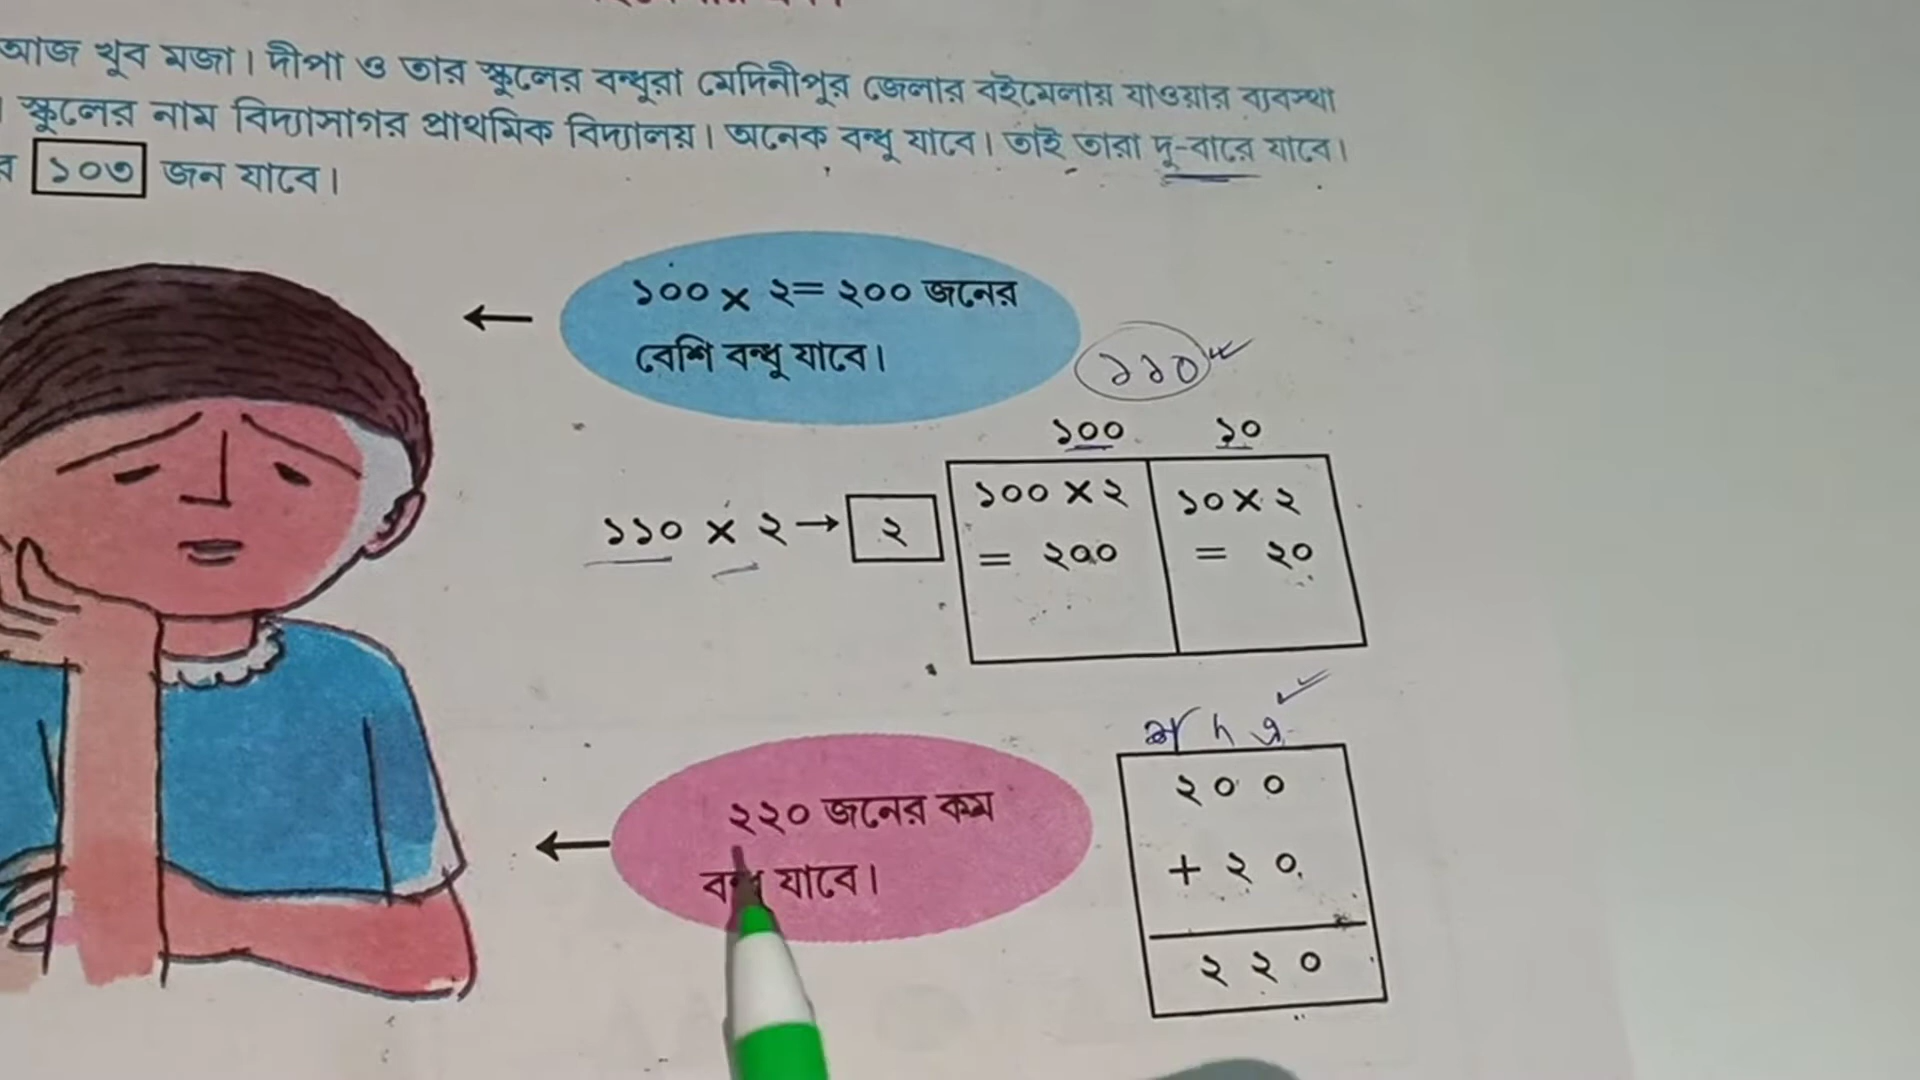 আজ খুব মজা। দীপা ও তার স্কুলের বন্ধুরা মেদিনীপুর জেলার বইমেলায় যাওয়ার ব্যবস্থা
। স্কুলের নাম বিদ্যাসাগর প্রাথমিক বিদ্যালয়। অনেক বন্ধু যাবে। তাই তারা দু-বারে যাবে।
১০৩ জন যাবে।
১০০ × ২= ২০০ জনের
বেশি বন্ধু যাবে।
১১০
১০০ ১০
১১০ × ২ → ২
১০০ × ২
= ২০০
১০ × ২
= ২০
২২০ জনের কম
বন্ধু যাবে।
২০০
+ ২০
২২০